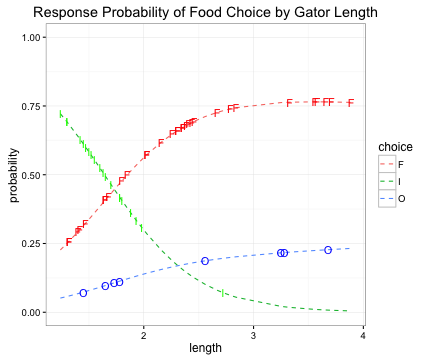 Response Probability of Food Choice by Gator Length
1.00
0.75
0.50
0.25
0.00
probability
2
3
4
length
choice
F
I
O